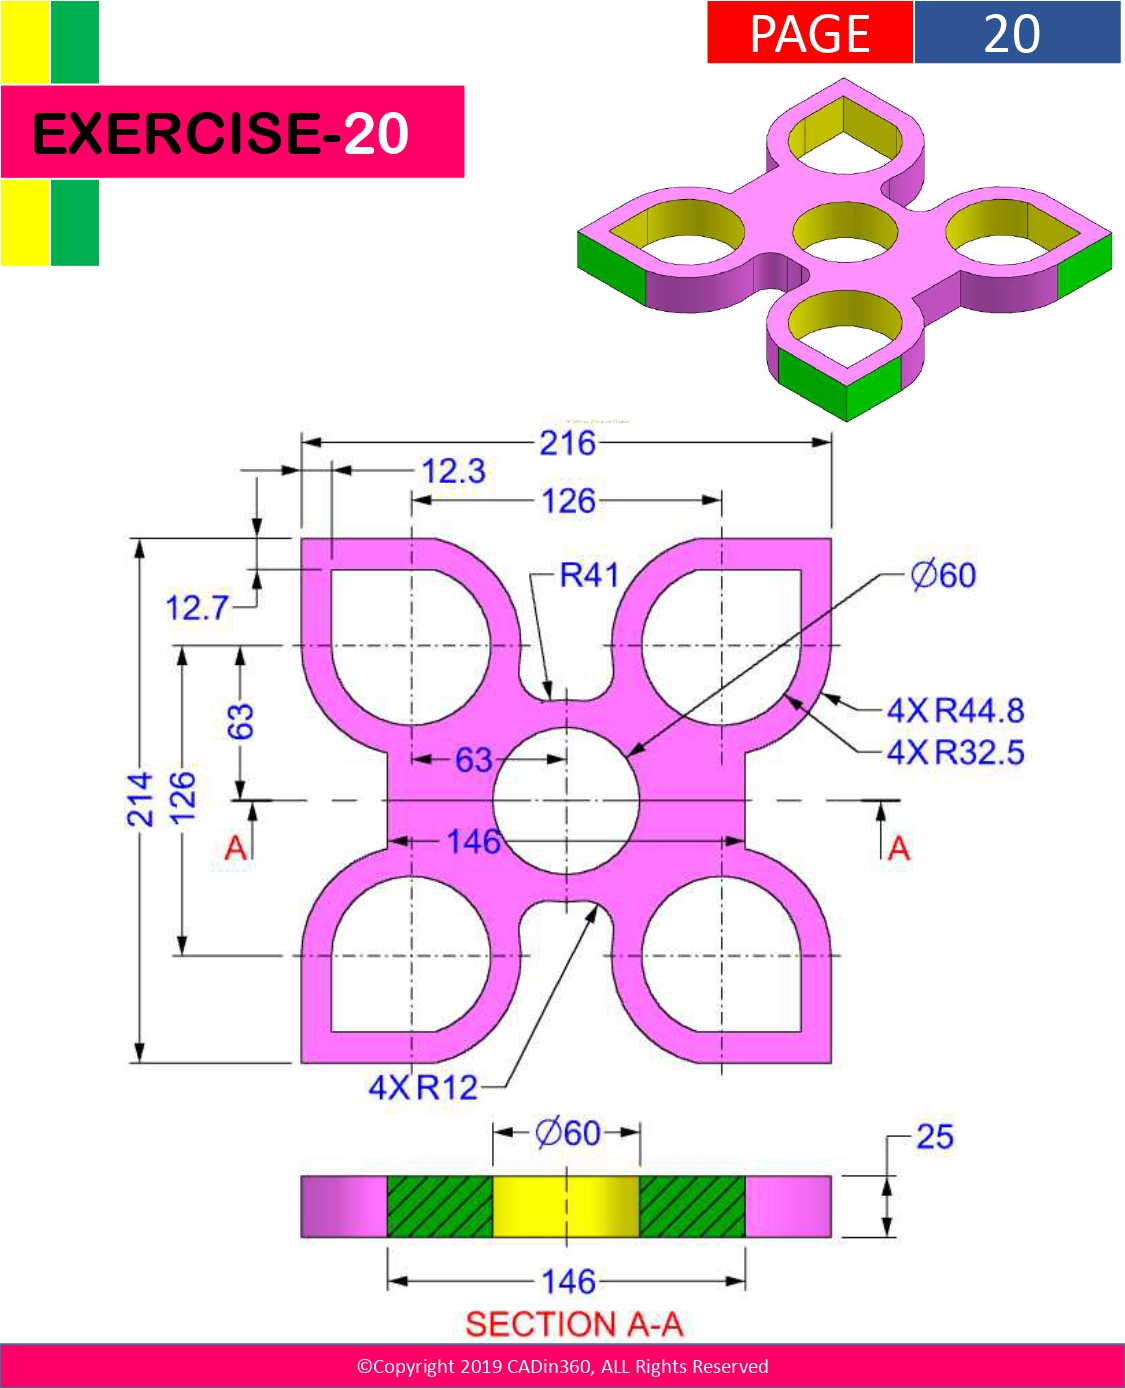 PAGE 20
EXERCISE-20
216
12.3
126
R41
Ø60
12.7
63
4X R44.8
4X R32.5
63
214
126
A
146
A
4X R12
Ø60
25
146
SECTION A-A
©Copyright 2019 CADin360, ALL Rights Reserved